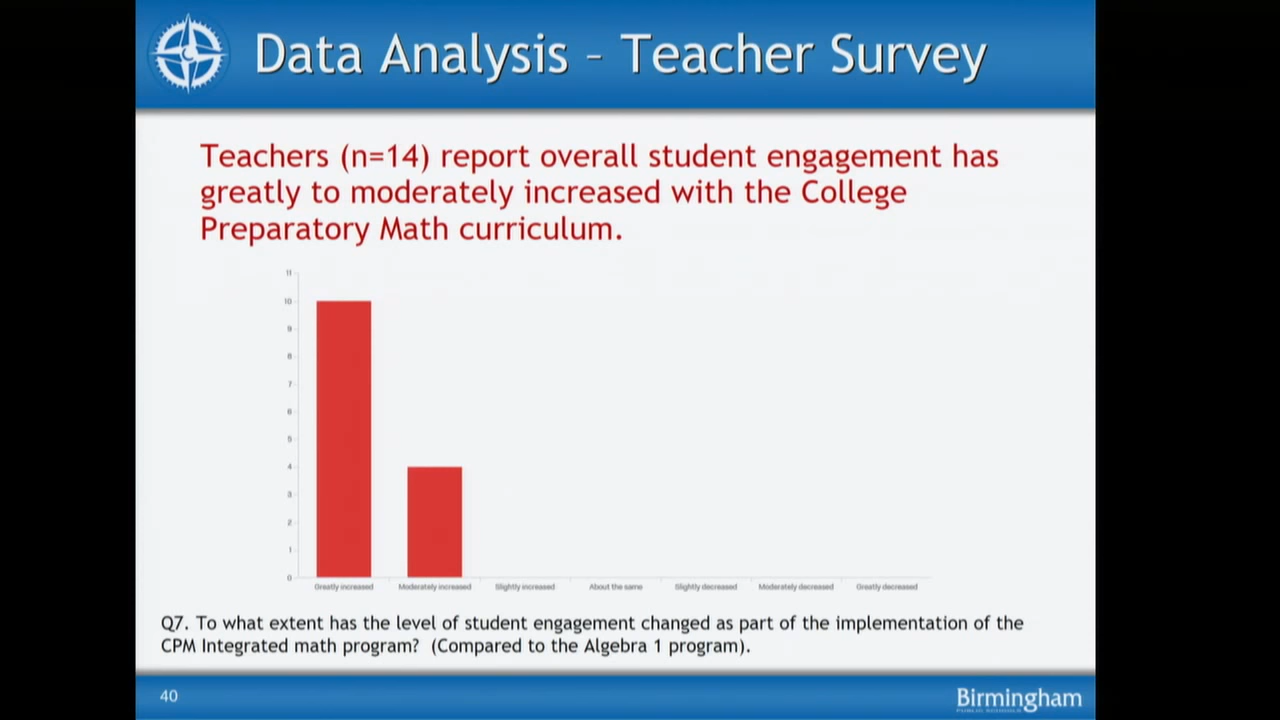 Data Analysis – Teacher Survey
Teachers (n=14) report overall student engagement has
greatly to moderately increased with the College
Preparatory Math curriculum.
11
10
9
8
7
6
5
4
3
2
1
0
Greatly increased Moderately increased Slightly increased About the same Slightly decreased Moderately decreased Greatly decreased
Q7. To what extent has the level of student engagement changed as part of the implementation of the
CPM Integrated math program? (Compared to the Algebra 1 program).
40
Birmingham
PUBLIC SCHOOLS